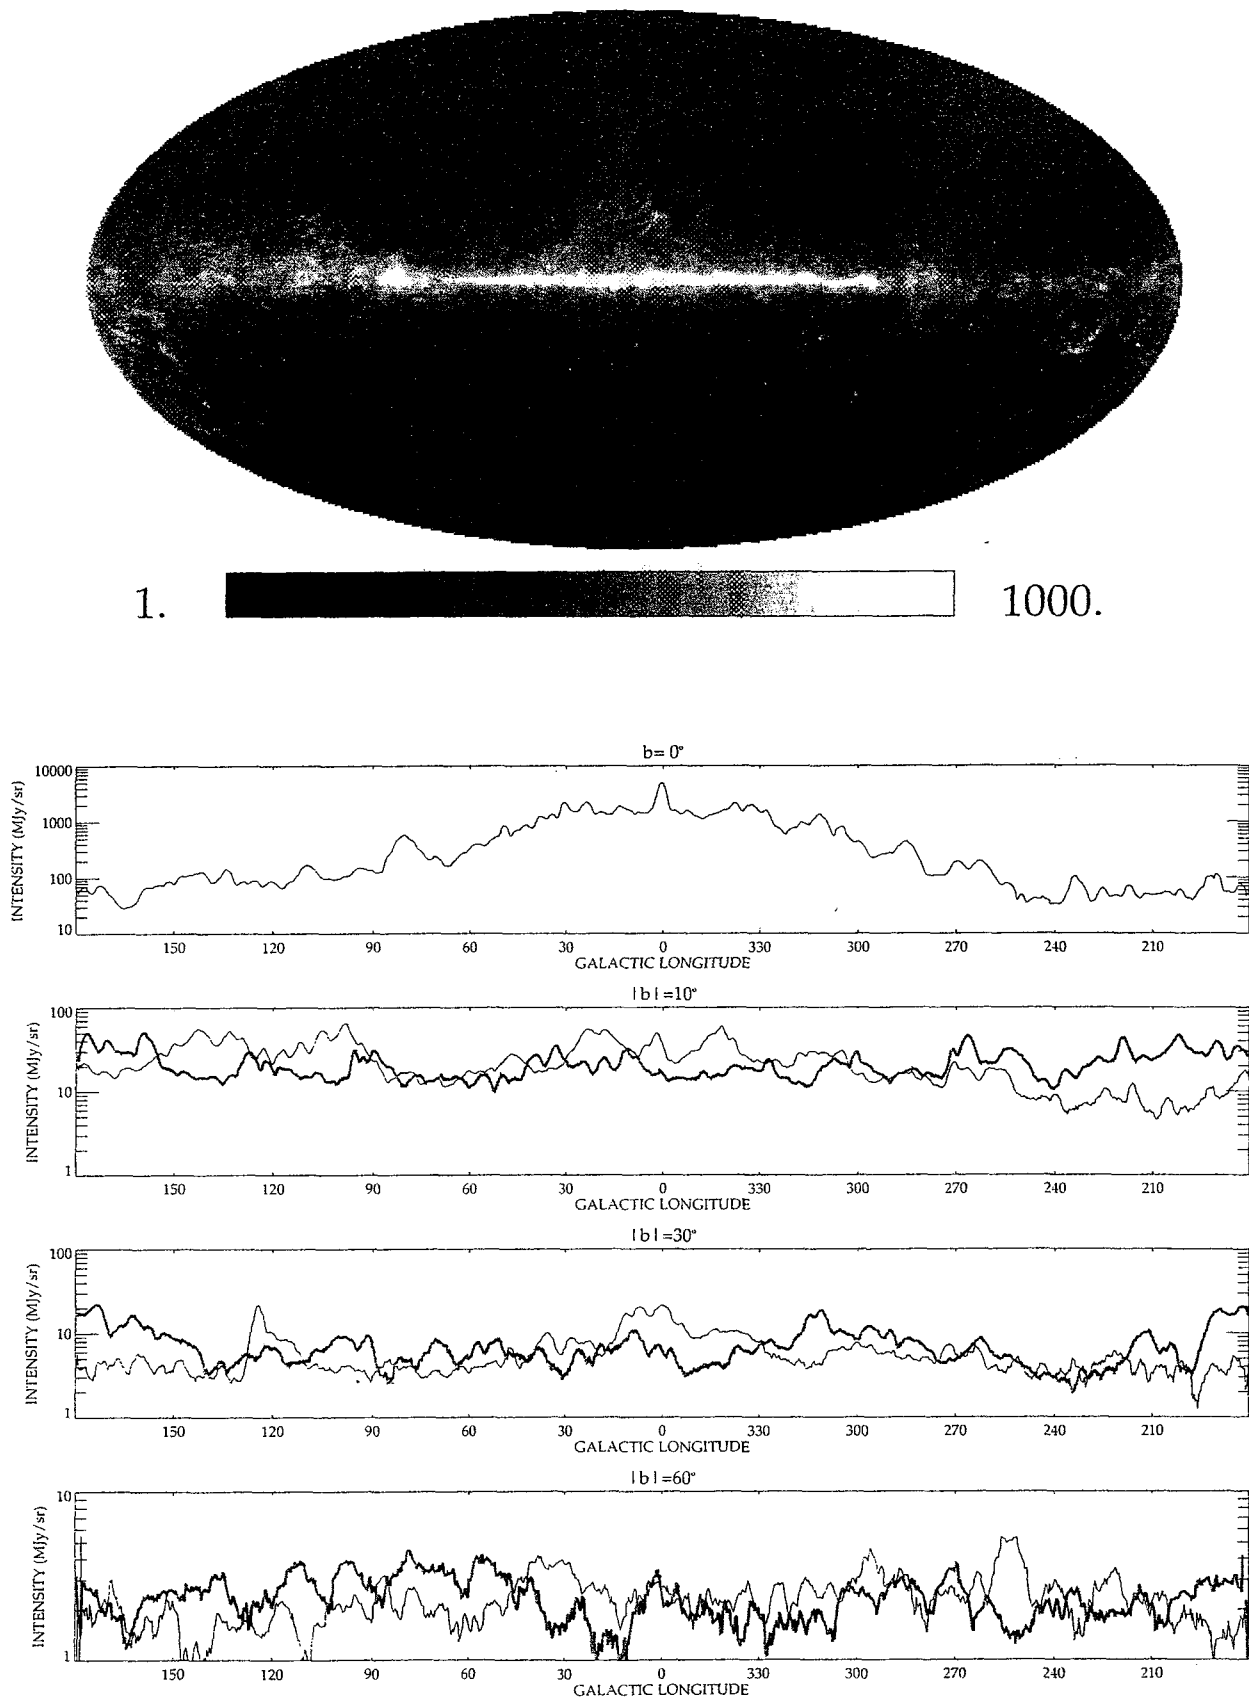 1.
1000.
b= 0°
10000
1000
100
10
INTENSITY (MJy/sr)
150 120 90 60 30 0 330 300 270 240 210
GALACTIC LONGITUDE
|b|=10°
100
10
1
INTENSITY (MJy/sr)
150 120 90 60 30 0 330 300 270 240 210
GALACTIC LONGITUDE
|b|=30°
100
10
1
INTENSITY (MJy/sr)
150 120 90 60 30 0 330 300 270 240 210
GALACTIC LONGITUDE
|b|=60°
10
1
INTENSITY (MJy/sr)
150 120 90 60 30 0 330 300 270 240 210
GALACTIC LONGITUDE